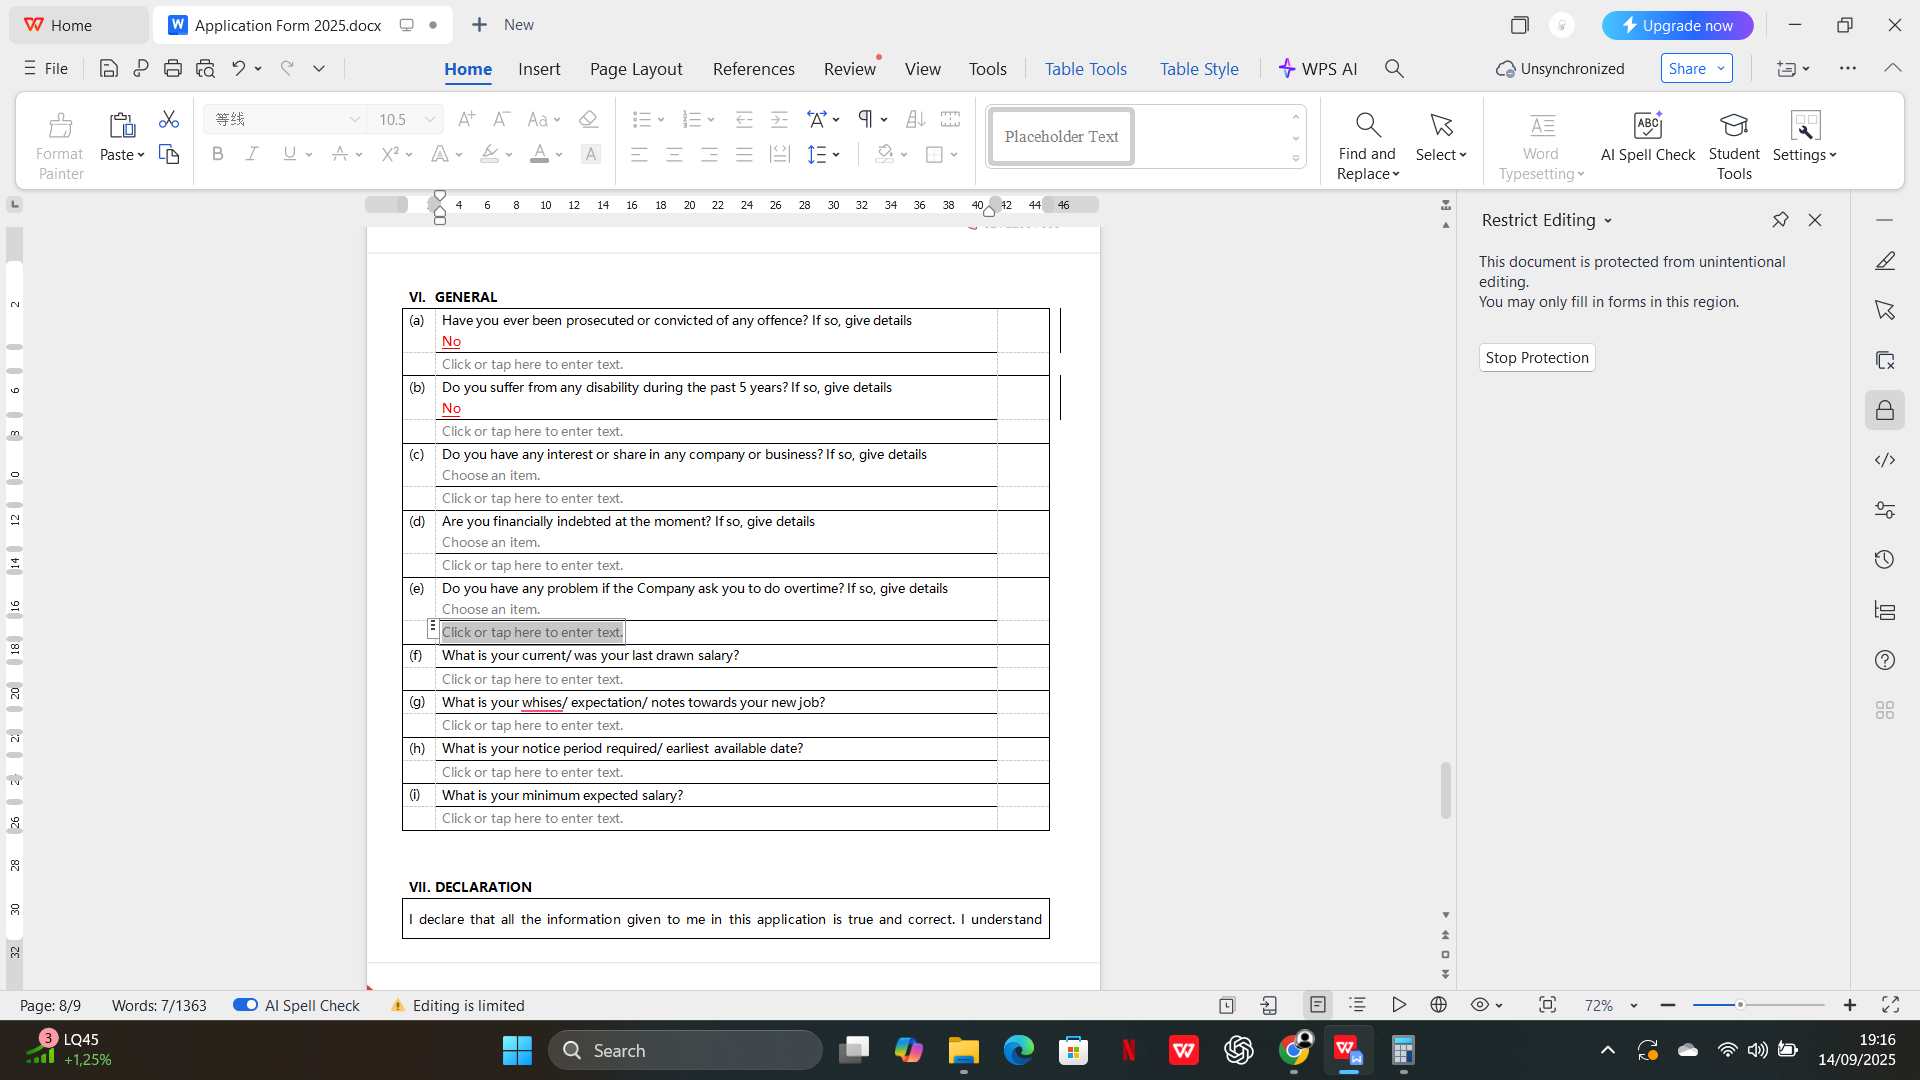 Home
Application Form 2025.docx
New
Upgrade now
File
Home
Insert
Page Layout
References
Review
View
Tools
Table Tools
Table Style
WPS AI
Unsynchronized
Share
Format Painter
Paste
等线
10.5
Placeholder Text
Find and Replace
Select
Word Typesetting
AI Spell Check
Student Tools
Settings
4 6 8 10 12 14 16 18 20 22 24 26 28 30 32 34 36 38 40 42 44 46
VI. GENERAL
(a) Have you ever been prosecuted or convicted of any offence? If so, give details
No
Click or tap here to enter text.
(b) Do you suffer from any disability during the past 5 years? If so, give details
No
Click or tap here to enter text.
(c) Do you have any interest or share in any company or business? If so, give details
Choose an item.
Click or tap here to enter text.
(d) Are you financially indebted at the moment? If so, give details
Choose an item.
Click or tap here to enter text.
(e) Do you have any problem if the Company ask you to do overtime? If so, give details
Choose an item.
Click or tap here to enter text.
(f) What is your current/ was your last drawn salary?
Click or tap here to enter text.
(g) What is your whises/ expectation/ notes towards your new job?
Click or tap here to enter text.
(h) What is your notice period required/ earliest available date?
Click or tap here to enter text.
(i) What is your minimum expected salary?
Click or tap here to enter text.
VII. DECLARATION
I declare that all the information given to me in this application is true and correct. I understand
Restrict Editing
This document is protected from unintentional
editing.
You may only fill in forms in this region.
Stop Protection
Page: 8/9
Words: 7/1363
AI Spell Check
Editing is limited
72%
3
LQ45
+1,25%
Search
19:16
14/09/2025